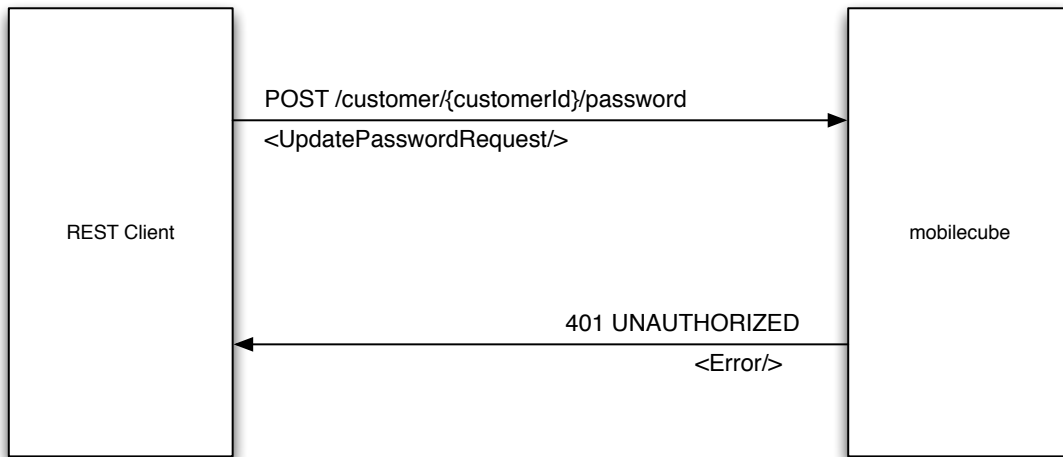 POST /customer/{customerId}/password
<UpdatePasswordRequest/>
REST Client
mobilecube
401 UNAUTHORIZED
<Error/>